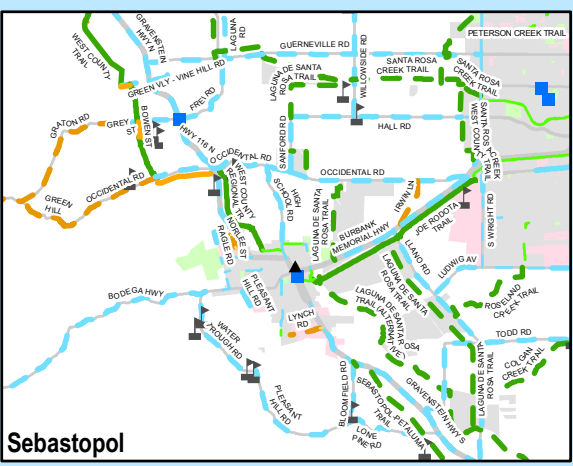 PETERSON CREEK TRAIL
GRAVENSTEIN
HWY N
LAGUNA
RD
GUERNEVILLE RD
WEST COUNTY
TRAIL
WILLOWSIDE RD
SANTA ROSA
CREEK TRAIL
SANTA ROSA
CREEK TRAIL
LAGUNA DE SANTA
ROSA TRAIL
GREEN VLY - VINE HILL RD
FREI RD
BOWEN ST
GRATON RD
GREY
ST
HWY 116 N
SANFORD RD
HALL RD
SANTA ROSA CREEK
WEST COUNTY TRAIL
OCCIDENTAL RD
OCCIDENTAL RD
OCCIDENTAL RD
GREEN
HILL
WEST COUNTY
REGIONAL TR
HIGH
SCHOOL RD
LAGUNA DE SANTA
ROSA TRAIL
IRWIN LN
JOE RODOTA
TRAIL
S WRIGHT RD
NORLEE ST
RAGLE RD
BURBANK
MEMORIAL HWY
LLANO RD
LUDWIG AV
LAGUNA DE SANTA
ROSA TRAIL
BODEGA HWY
PLEASANT
HILL RD
LAGUNA DE SANTA
TRAIL (ALTERNATIVE)
ROSA
ROSELAND
CREEK TRAIL
LYNCH
RD
TODD RD
WATER
TROUGH RD
COLGAN
CREEK TRAIL
LAGUNA DE SANTA
ROSA TRAIL
PLEASANT
HILL RD
BLOOMFIELD RD
SEBASTOPOL-PETALUMA
TRAIL
GRAVENSTEIN HWY S
LONE
PINE RD
Sebastopol